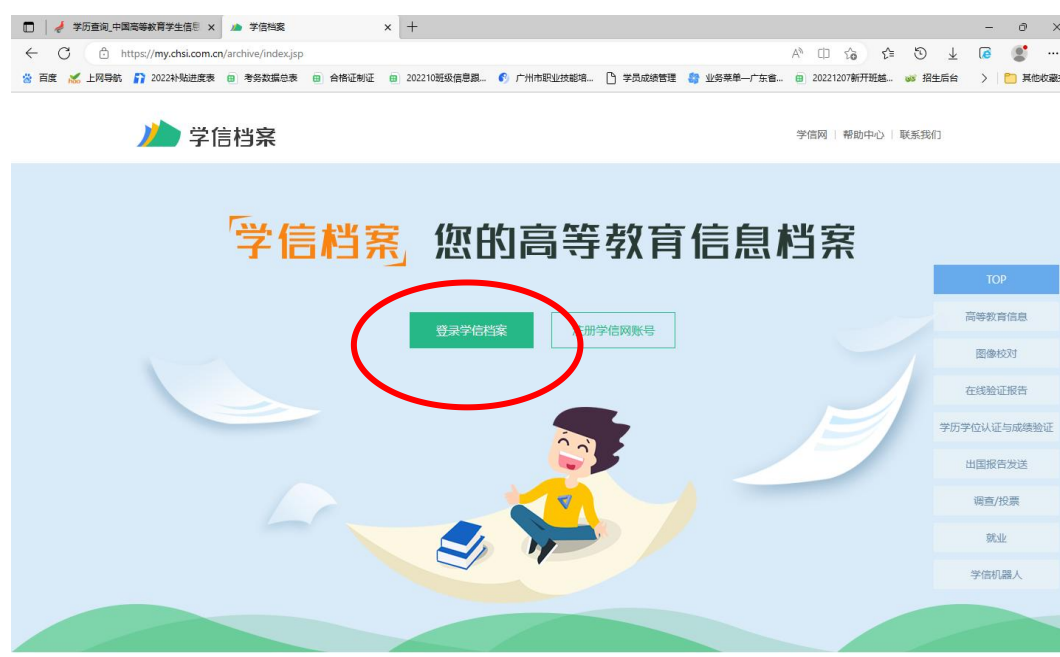 学历查询_中国高等教育学生信息
学信档案
https://my.chsi.com.cn/archive/index.jsp
百度
上网导航
2022补贴进度表
考务数据总表
合格证制证
202210班级信息跟...
广州市职业技能培...
学员成绩管理
业务菜单—广东省...
20221207新开班越...
招生后台
其他收藏
学信档案
学信网 | 帮助中心 | 联系我们
学信档案 您的高等教育信息档案
登录学信档案
注册学信网账号
TOP
高等教育信息
图像校对
在线验证报告
学历学位认证与成绩验证
出国报告发送
调查/投票
就业
学信机器人